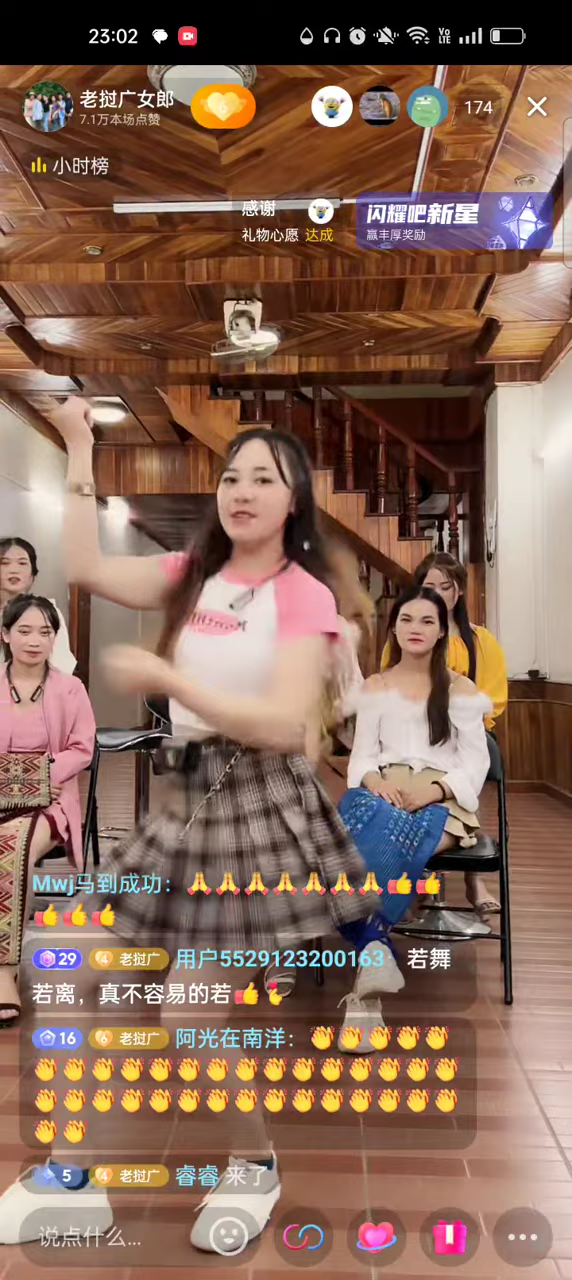 23:02
Vo
LTE
老挝广女郎
7.1万本场点赞
6
174
小时榜
感谢
礼物心愿 达成
闪耀吧新星
赢丰厚奖励
Mwj马到成功：🙏🙏🙏🙏🙏🙏🙏👍👍
👍👍👍
29 4 老挝广 用户5529123200163：若舞
若离，真不容易的若👍💃
16 6 老挝广 阿光在南洋：👏👏👏👏👏
👏👏👏👏👏👏👏👏👏👏👏👏👏👏👏
👏👏👏👏👏👏👏👏👏👏👏👏👏👏👏
👏👏
5 4 老挝广 睿睿 来了
说点什么...